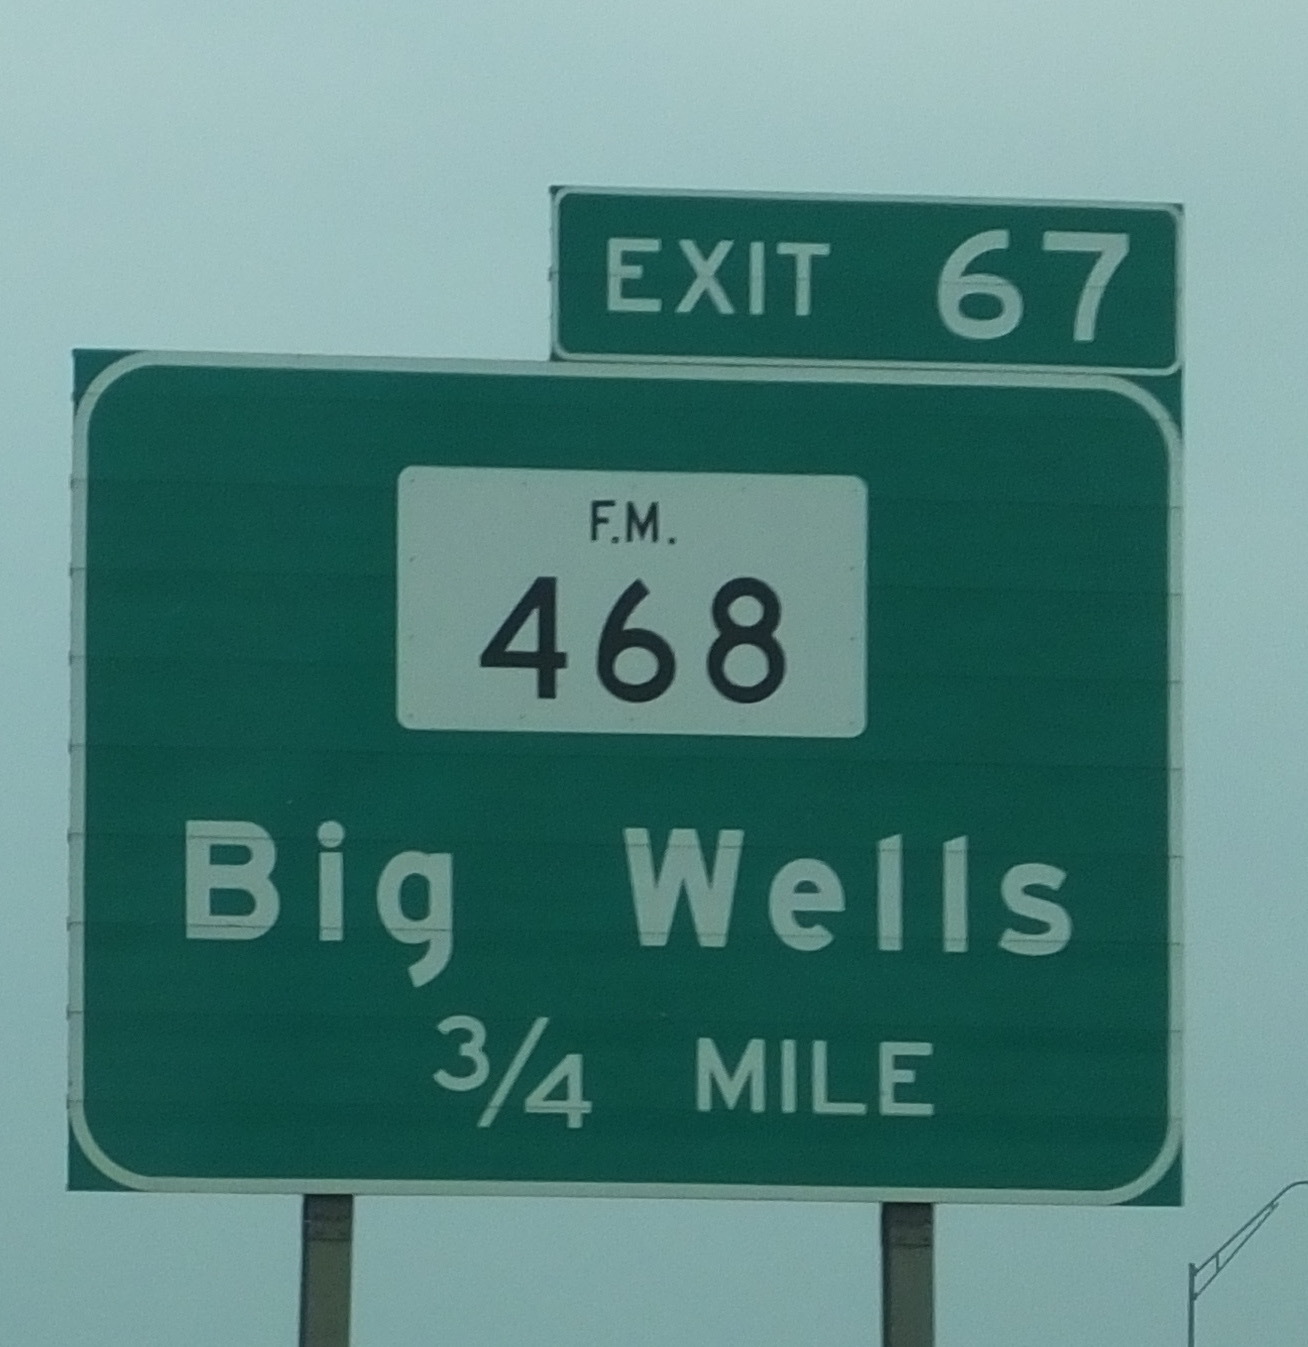 EXIT 67
F.M.
468
Big Wells
3/4 MILE